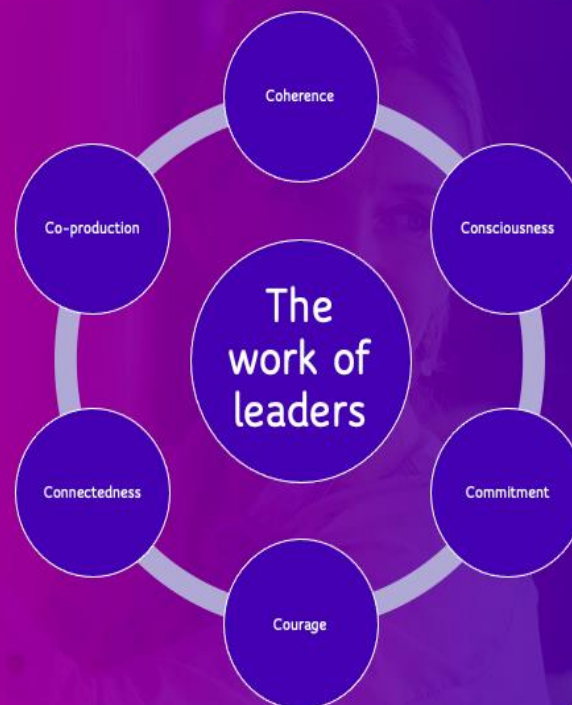 Coherence
Consciousness
Commitment
Courage
Connectedness
Co-production
The
work of
leaders